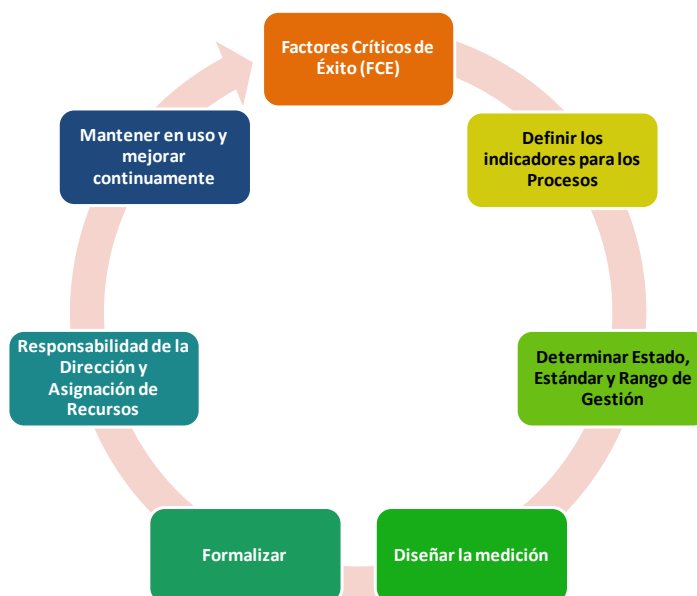 Factores Críticos de
Éxito (FCE)
Definir los
indicadores para los
Procesos
Determinar Estado,
Estándar y Rango de
Gestión
Diseñar la medición
Formalizar
Responsabilidad de la
Dirección y
Asignación de
Recursos
Mantener en uso y
mejorar
continuamente